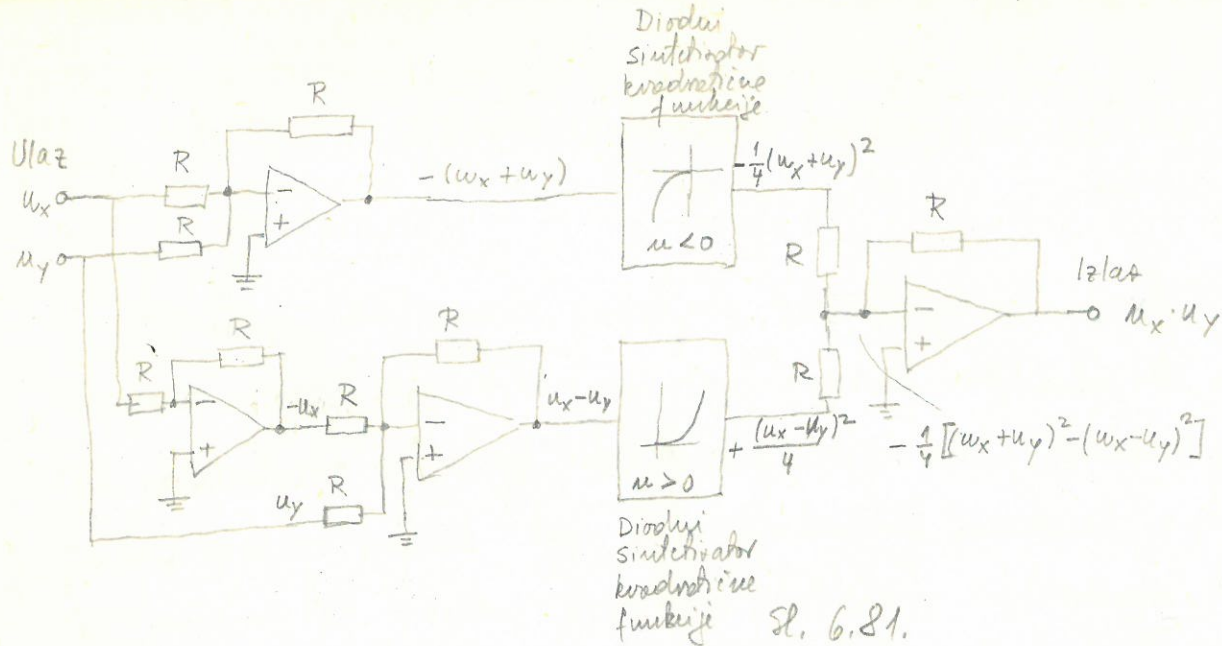 Diodni
sintetizator
kvadratične
funkcije
R
Ulaz
R
u_x
-(u_x+u_y)
-1/4(u_x+u_y)^2
-
+
R
u_y
u<0
R
R
Izlaz
u_x·u_y
-
+
R
R
R
-
+
-u_x
R
-
+
u_x-u_y
R
u_y
R
u>0
+ (u_x-u_y)^2/4
-1/4[(u_x+u_y)^2-(u_x-u_y)^2]
Diodni
sintetizator
kvadratične
funkcije
Sl. 6.81.